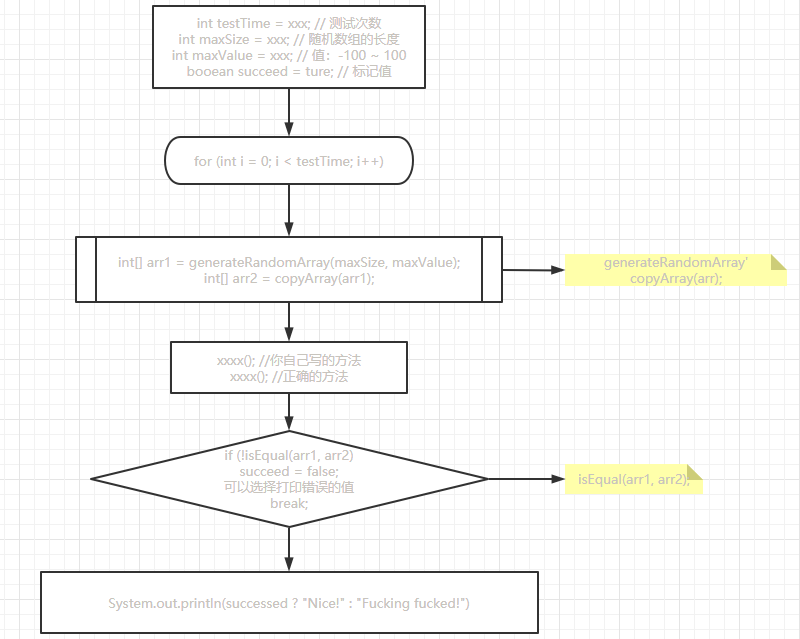 int testTime = xxx; // 测试次数
int maxSize = xxx; // 随机数组的长度
int maxValue = xxx; // 值：-100 ~ 100
booean succeed = ture; // 标记值
for (int i = 0; i < testTime; i++)
int[] arr1 = generateRandomArray(maxSize, maxValue);
int[] arr2 = copyArray(arr1);
generateRandomArray'
copyArray(arr);
xxxx(); //你自己写的方法
xxxx(); //正确的方法
if (!isEqual(arr1, arr2)
succeed = false;
可以选择打印错误的值
break;
isEqual(arr1, arr2);
System.out.println(successed ? "Nice!" : "Fucking fucked!")